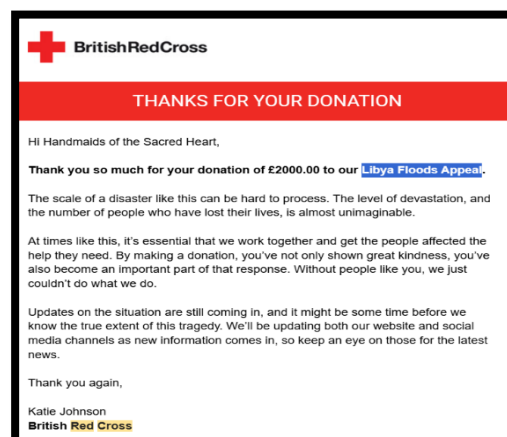 BritishRedCross
THANKS FOR YOUR DONATION
Hi Handmaids of the Sacred Heart,
Thank you so much for your donation of £2000.00 to our Libya Floods Appeal.
The scale of a disaster like this can be hard to process. The level of devastation, and
the number of people who have lost their lives, is almost unimaginable.
At times like this, it's essential that we work together and get the people affected the
help they need. By making a donation, you've not only shown great kindness, you've
also become an important part of that response. Without people like you, we just
couldn't do what we do.
Updates on the situation are still coming in, and it might be some time before we
know the true extent of this tragedy. We'll be updating both our website and social
media channels as new information comes in, so keep an eye on those for the latest
news.
Thank you again,
Katie Johnson
British Red Cross